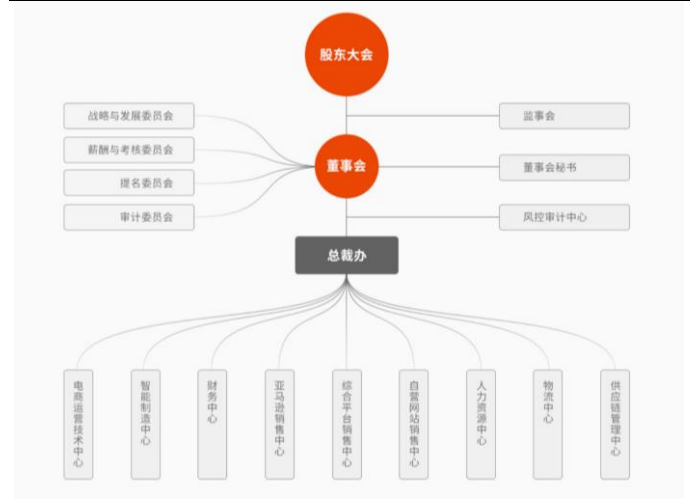 股东大会
战略与发展委员会
监事会
薪酬与考核委员会
董事会
董事会秘书
提名委员会
审计委员会
风控审计中心
总裁办
电商运营技术中心
智能制造中心
财务中心
亚马逊销售中心
综合平台销售中心
自营网站销售中心
人力资源中心
物流中心
供应链管理中心